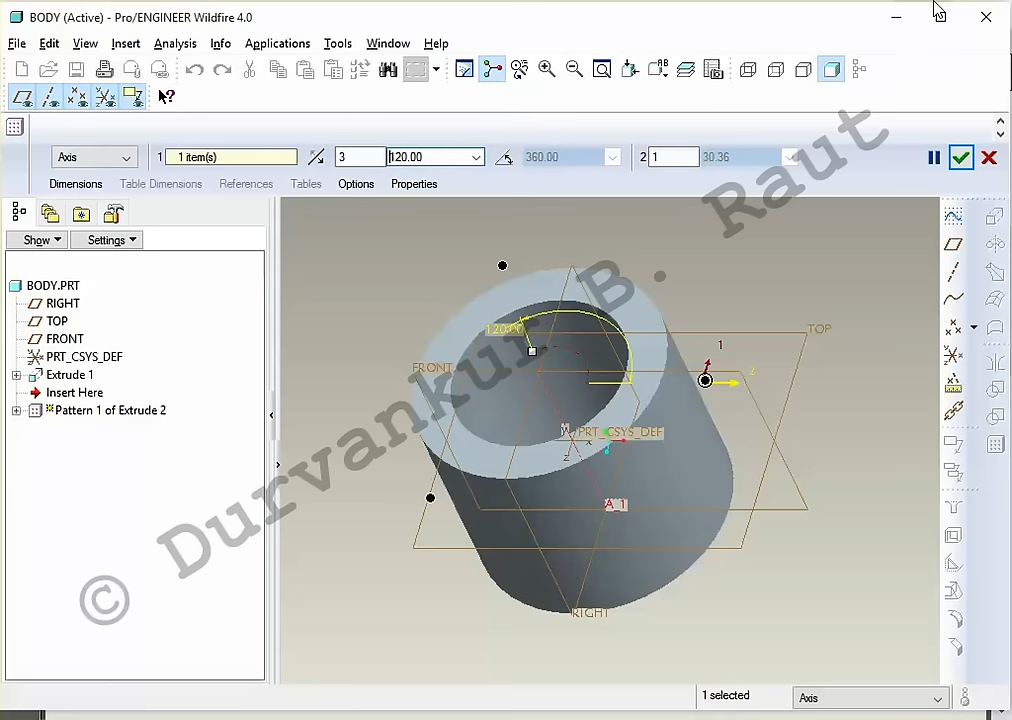 BODY (Active) - Pro/ENGINEER Wildfire 4.0
File Edit View Insert Analysis Info Applications Tools Window Help
Axis 1 1 item(s) 3 120.00 360.00 2 1 30.36
Dimensions Table Dimensions References Tables Options Properties
Show Settings
BODY.PRT
RIGHT
TOP
FRONT
PRT_CSYS_DEF
Extrude 1
Insert Here
Pattern 1 of Extrude 2
120.00
TOP
1
FRONT
2
PRT_CSYS_DEF
X
Z
A_1
RIGHT
© Durvankur B. Raut
1 selected Axis